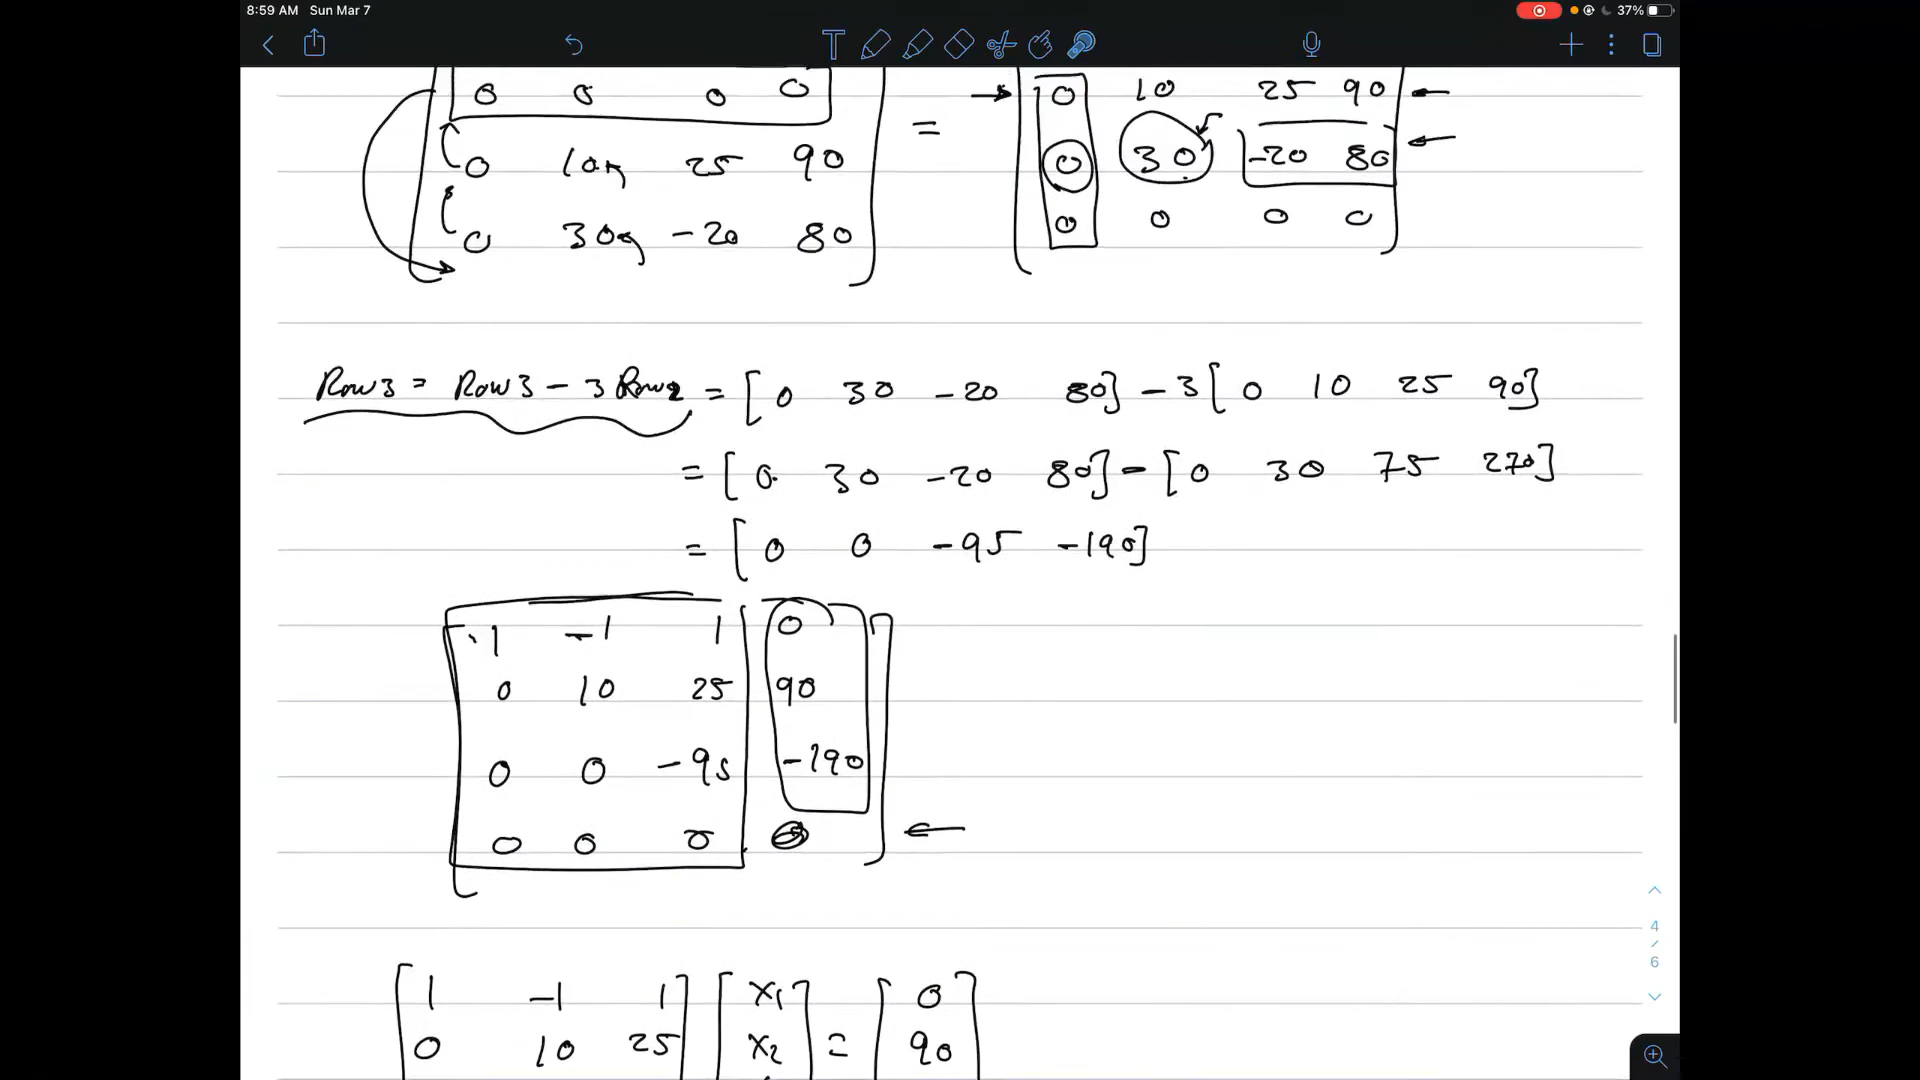 8:59 AM Sun Mar 7 37%
0 0 0 0 = 0 10 25 90
0 10 25 90 0 30 -20 80
0 30 -20 80 0 0 0 0
Row3 = Row3 - 3 Row2 = [0 30 -20 80] - 3[0 10 25 90]
= [0 30 -20 80] - [0 30 75 270]
= [0 0 -95 -190]
1 -1 1 0
0 10 25 90
0 0 -95 -190
0 0 0 0
1 -1 1 x1 0
0 10 25 x2 = 90
4
/
6